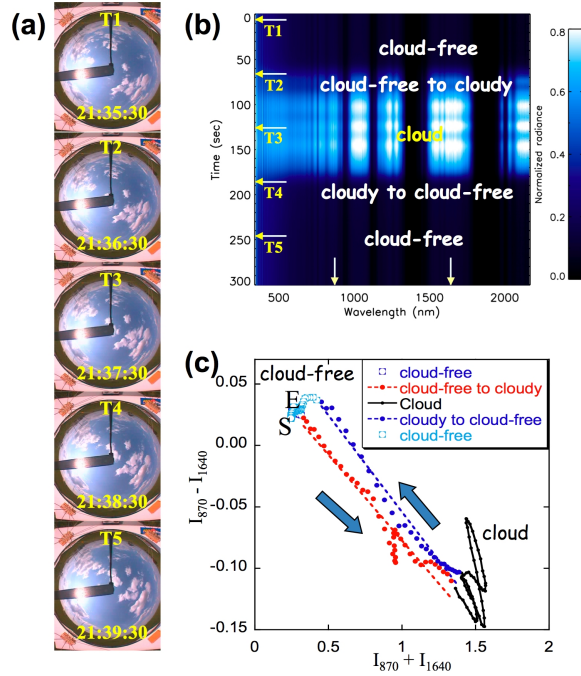 (a)
T1
21:35:30
T2
21:36:30
T3
21:37:30
T4
21:38:30
T5
21:39:30
(b)
0
50
100
150
200
250
300
Time (sec)
T1
T2
T3
T4
T5
cloud-free
cloud-free to cloudy
cloud
cloudy to cloud-free
cloud-free
500 1000 1500 2000
Wavelength (nm)
0.8
0.6
0.4
0.2
0.0
Normalized radiance
(c)
0.05
0.00
-0.05
-0.10
-0.15
I870 - I1640
cloud-free
E
S
cloud-free
cloud-free to cloudy
Cloud
cloudy to cloud-free
cloud-free
cloud
0 0.5 1 1.5 2
I870 + I1640